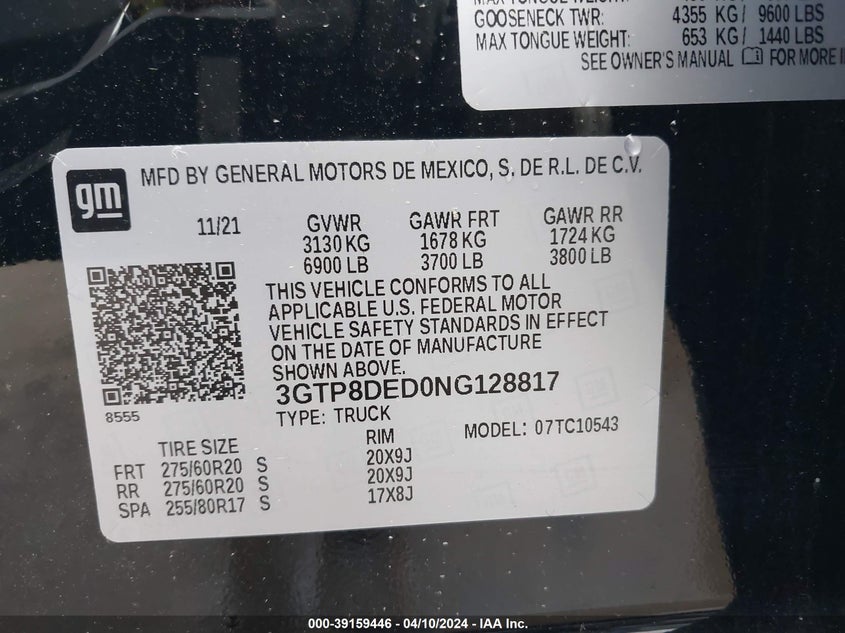 MAX TONGUE WEIGHT:
GOOSENECK TWR: 4355 KG/ 9600 LBS
MAX TONGUE WEIGHT: 653 KG/ 1440 LBS
SEE OWNER'S MANUAL FOR MORE
gm
MFD BY GENERAL MOTORS DE MEXICO, S. DE R.L. DE C.V.
11/21 GVWR GAWR FRT GAWR RR
3130 KG 1678 KG 1724 KG
6900 LB 3700 LB 3800 LB
THIS VEHICLE CONFORMS TO ALL
APPLICABLE U.S. FEDERAL MOTOR
VEHICLE SAFETY STANDARDS IN EFFECT
ON THE DATE OF MANUFACTURE
SHOWN ABOVE.
3GTP8DED0NG128817
8555
TYPE: TRUCK
MODEL: 07TC10543
TIRE SIZE RIM
FRT 275/60R20 S 20X9J
RR 275/60R20 S 20X9J
SPA 255/80R17 S 17X8J
000-39159446 - 04/10/2024 - IAA Inc.